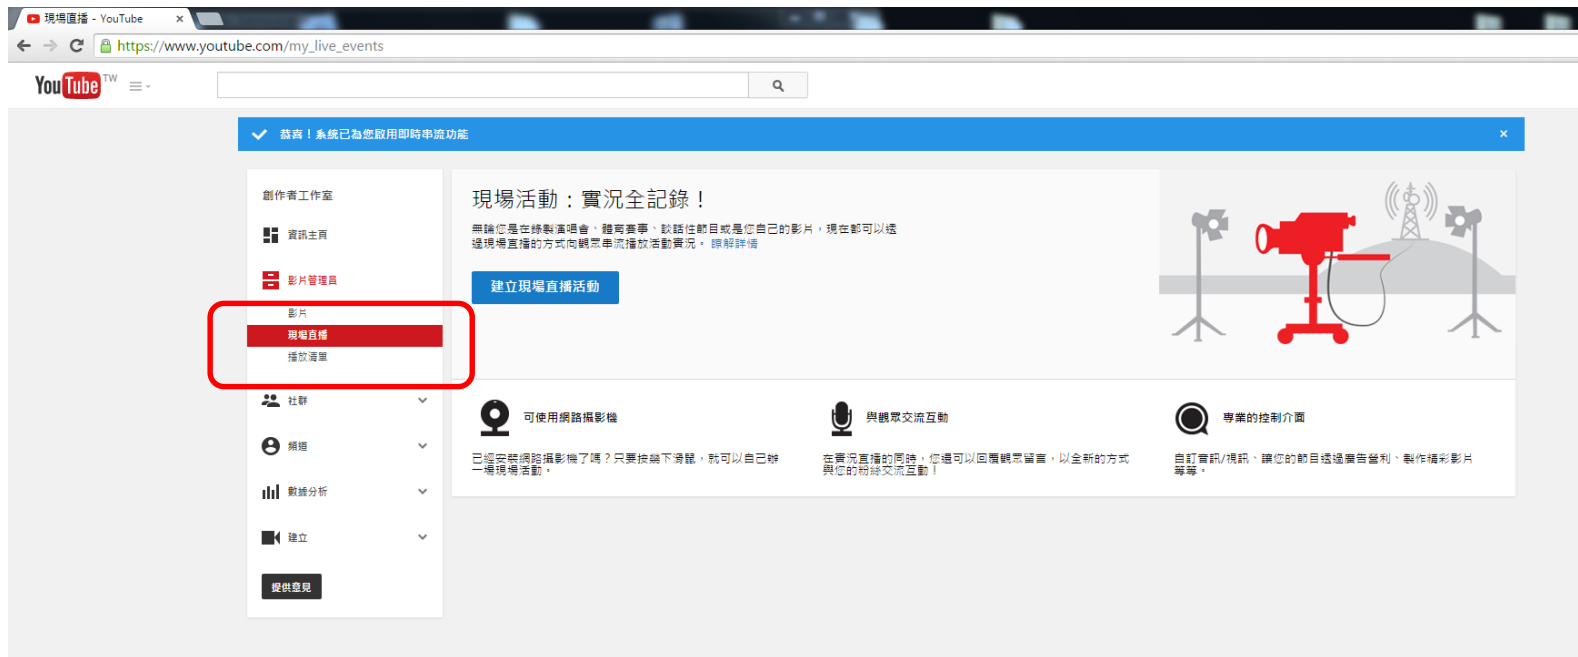 現場直播 - YouTube
https://www.youtube.com/my_live_events
YouTube TW
恭喜！系統已為您啟用即時串流功能
創作者工作室
資訊主頁
影片管理員
影片
現場直播
播放清單
社群
頻道
數據分析
建立
提供意見
現場活動：實況全記錄！
無論您是在錄製演唱會、體育賽事、談話性節目或是您自己的影片，現在都可以透
過現場直播的方式向觀眾串流播放活動實況。 瞭解詳情
建立現場直播活動
可使用網路攝影機
已經安裝網路攝影機了嗎？只要按幾下滑鼠，就可以自己辦
一場現場活動。
與觀眾交流互動
在實況直播的同時，您還可以回覆觀眾留言，以全新的方式
與您的粉絲交流互動！
專業的控制介面
自訂音訊/視訊、讓您的節目透過廣告營利、製作精彩影片
等等。